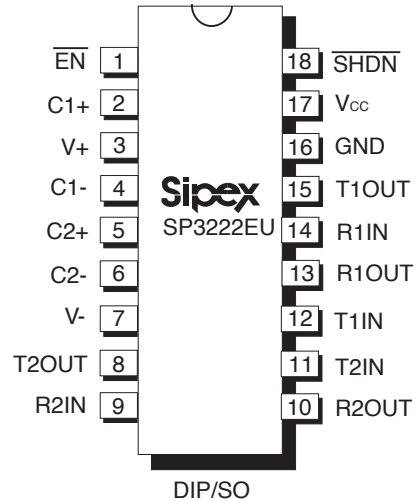 EN 1 18 SHDN
C1+ 2 17 Vcc
V+ 3 16 GND
C1- 4 15 T1OUT
Sipex
C2+ 5 SP3222EU 14 R1IN
C2- 6 13 R1OUT
V- 7 12 T1IN
T2OUT 8 11 T2IN
R2IN 9 10 R2OUT
DIP/SO